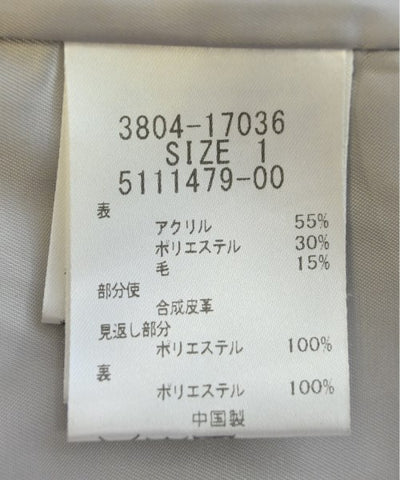 3804-17036
SIZE 1
5111479-00
表
アクリル 55%
ポリエステル 30%
毛 15%
部分使
合成皮革
見返し部分
ポリエステル 100%
裏
ポリエステル 100%
中国製